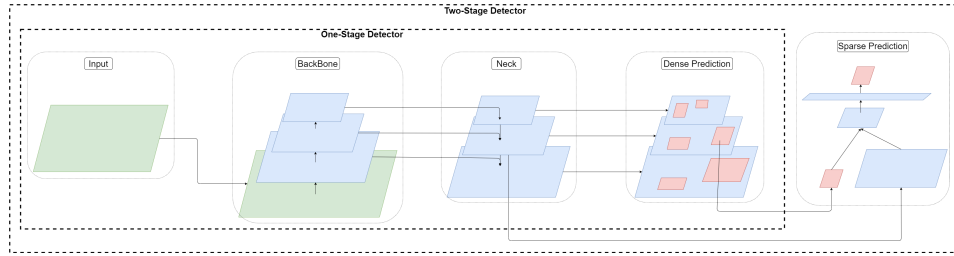 Two-Stage Detector
One-Stage Detector
Input
BackBone
Neck
Dense Prediction
Sparse Prediction